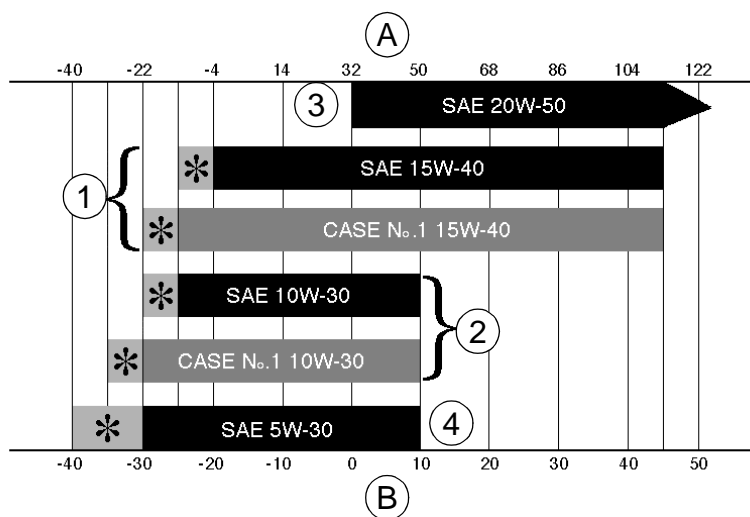 A
-40 -22 -4 14 32 50 68 86 104 122
3 SAE 20W-50
* SAE 15W-40
1
* CASE No.1 15W-40
* SAE 10W-30
2
* CASE No.1 10W-30
* SAE 5W-30 4
-40 -30 -20 -10 0 10 20 30 40 50
B